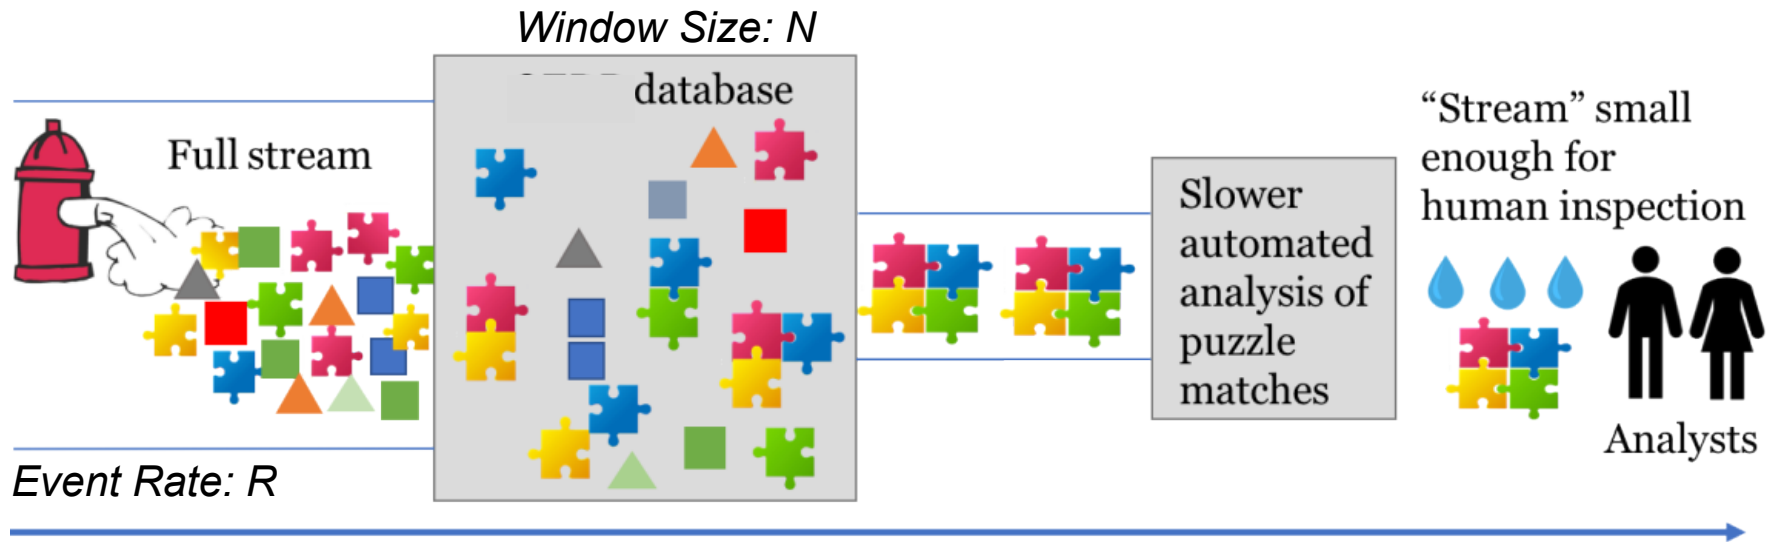 Window Size: N
database
Full stream
Event Rate: R
Slower
automated
analysis of
puzzle
matches
“Stream” small
enough for
human inspection
Analysts